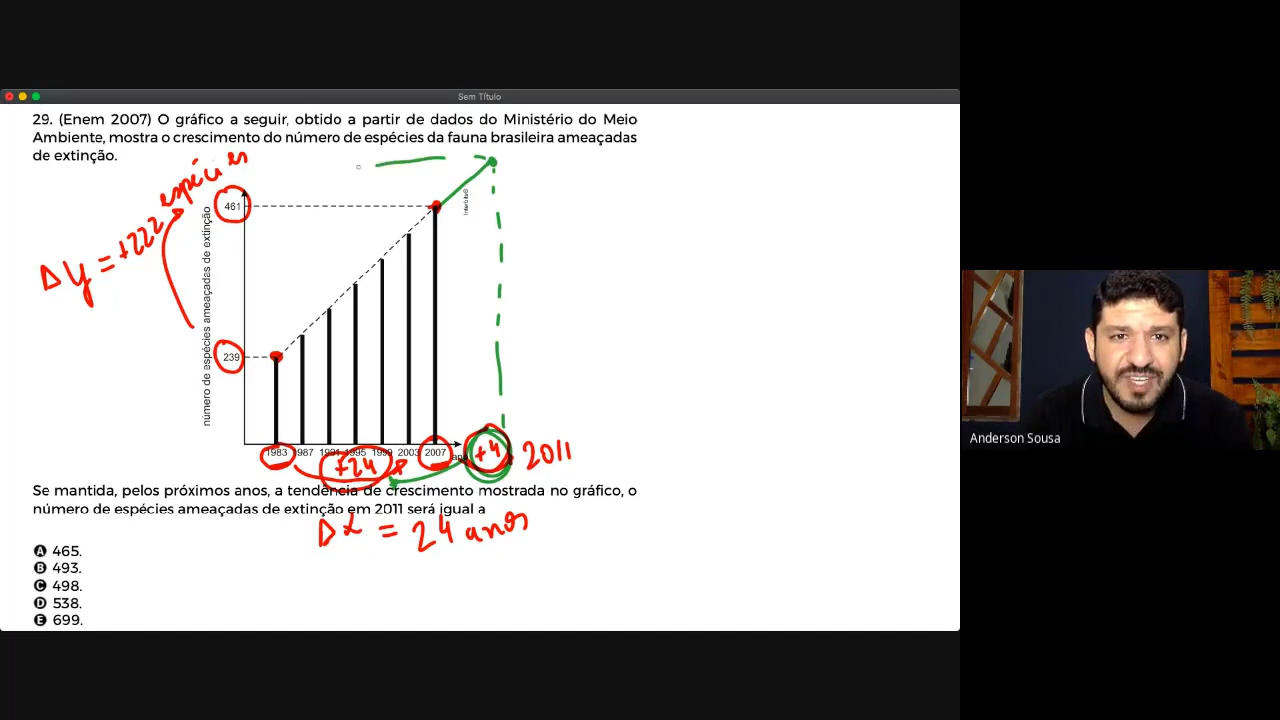 Sem Título
29. (Enem 2007) O gráfico a seguir, obtido a partir de dados do Ministério do Meio
Ambiente, mostra o crescimento do número de espécies da fauna brasileira ameaçadas
de extinção.
Δy = +222 espécies
número de espécies ameaçadas de extinção
461
239
Interbits®
1983 1987 1991 1995 1999 2003 2007 ano
+24
+4
2011
Se mantida, pelos próximos anos, a tendência de crescimento mostrada no gráfico, o
número de espécies ameaçadas de extinção em 2011 será igual a
Δx = 24 anos
A 465.
B 493.
C 498.
D 538.
E 699.
Anderson Sousa